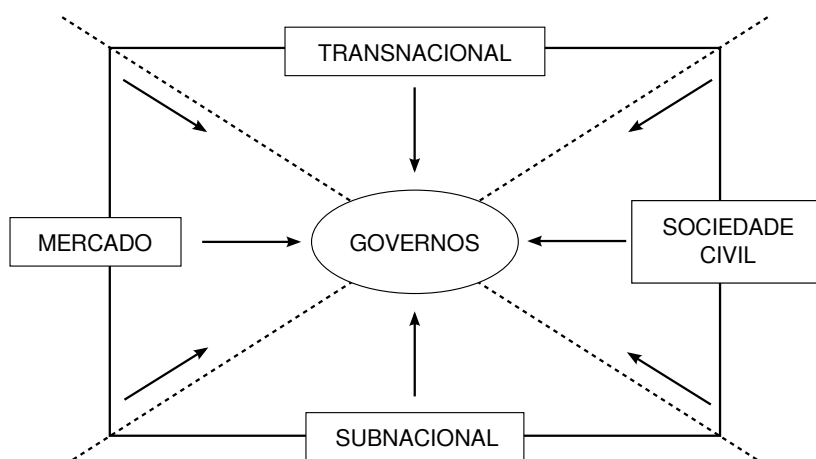 TRANSNACIONAL
MERCADO
GOVERNOS
SOCIEDADE
CIVIL
SUBNACIONAL